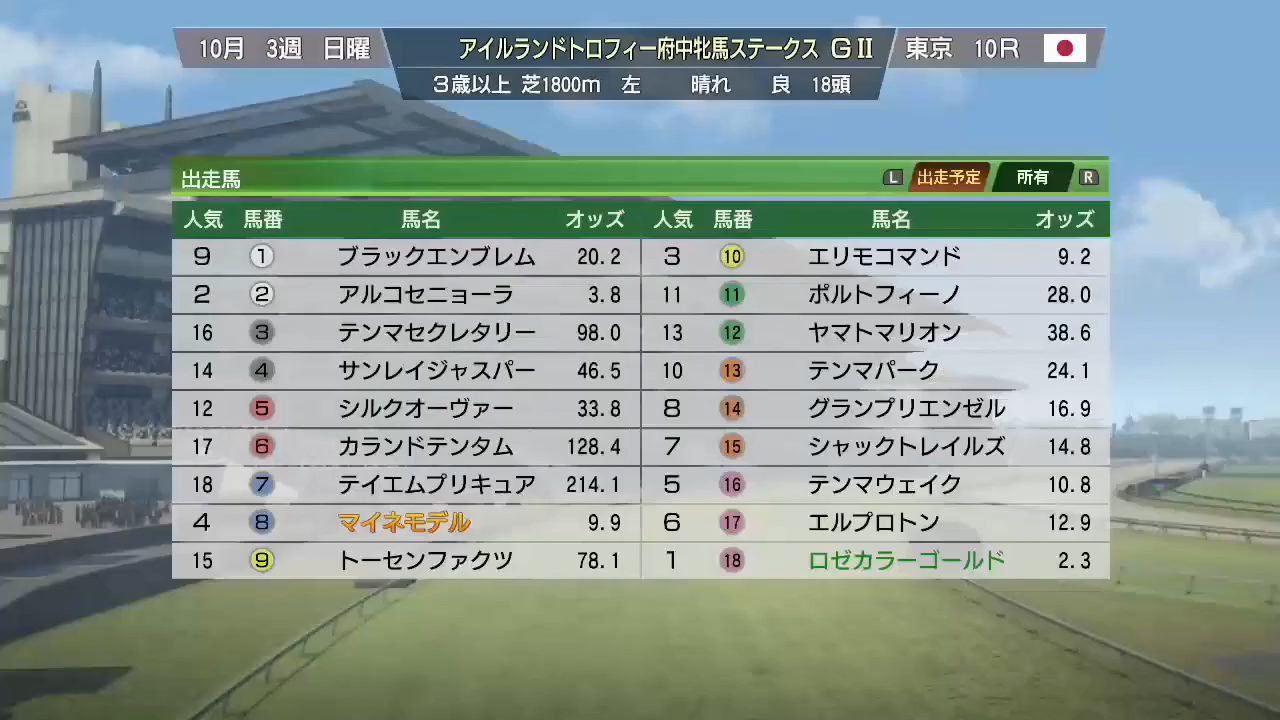 10月 3週 日曜 アイルランドトロフィー府中牝馬ステークス GⅡ 東京 10R
3歳以上 芝1800m 左 晴れ 良 18頭
出走馬 L 出走予定 所有 R
人気 馬番 馬名 オッズ 人気 馬番 馬名 オッズ
9 1 ブラックエンブレム 20.2 3 10 エリモコマンド 9.2
2 2 アルコセニョーラ 3.8 11 11 ポルトフィーノ 28.0
16 3 テンマセクレタリー 98.0 13 12 ヤマトマリオン 38.6
14 4 サンレイジャスパー 46.5 10 13 テンマパーク 24.1
12 5 シルクオーヴァー 33.8 8 14 グランプリエンゼル 16.9
17 6 カランドテンタム 128.4 7 15 シャックトレイルズ 14.8
18 7 テイエムプリキュア 214.1 5 16 テンマウェイク 10.8
4 8 マイネモデル 9.9 6 17 エルプロトン 12.9
15 9 トーセンファクツ 78.1 1 18 ロゼカラーゴールド 2.3